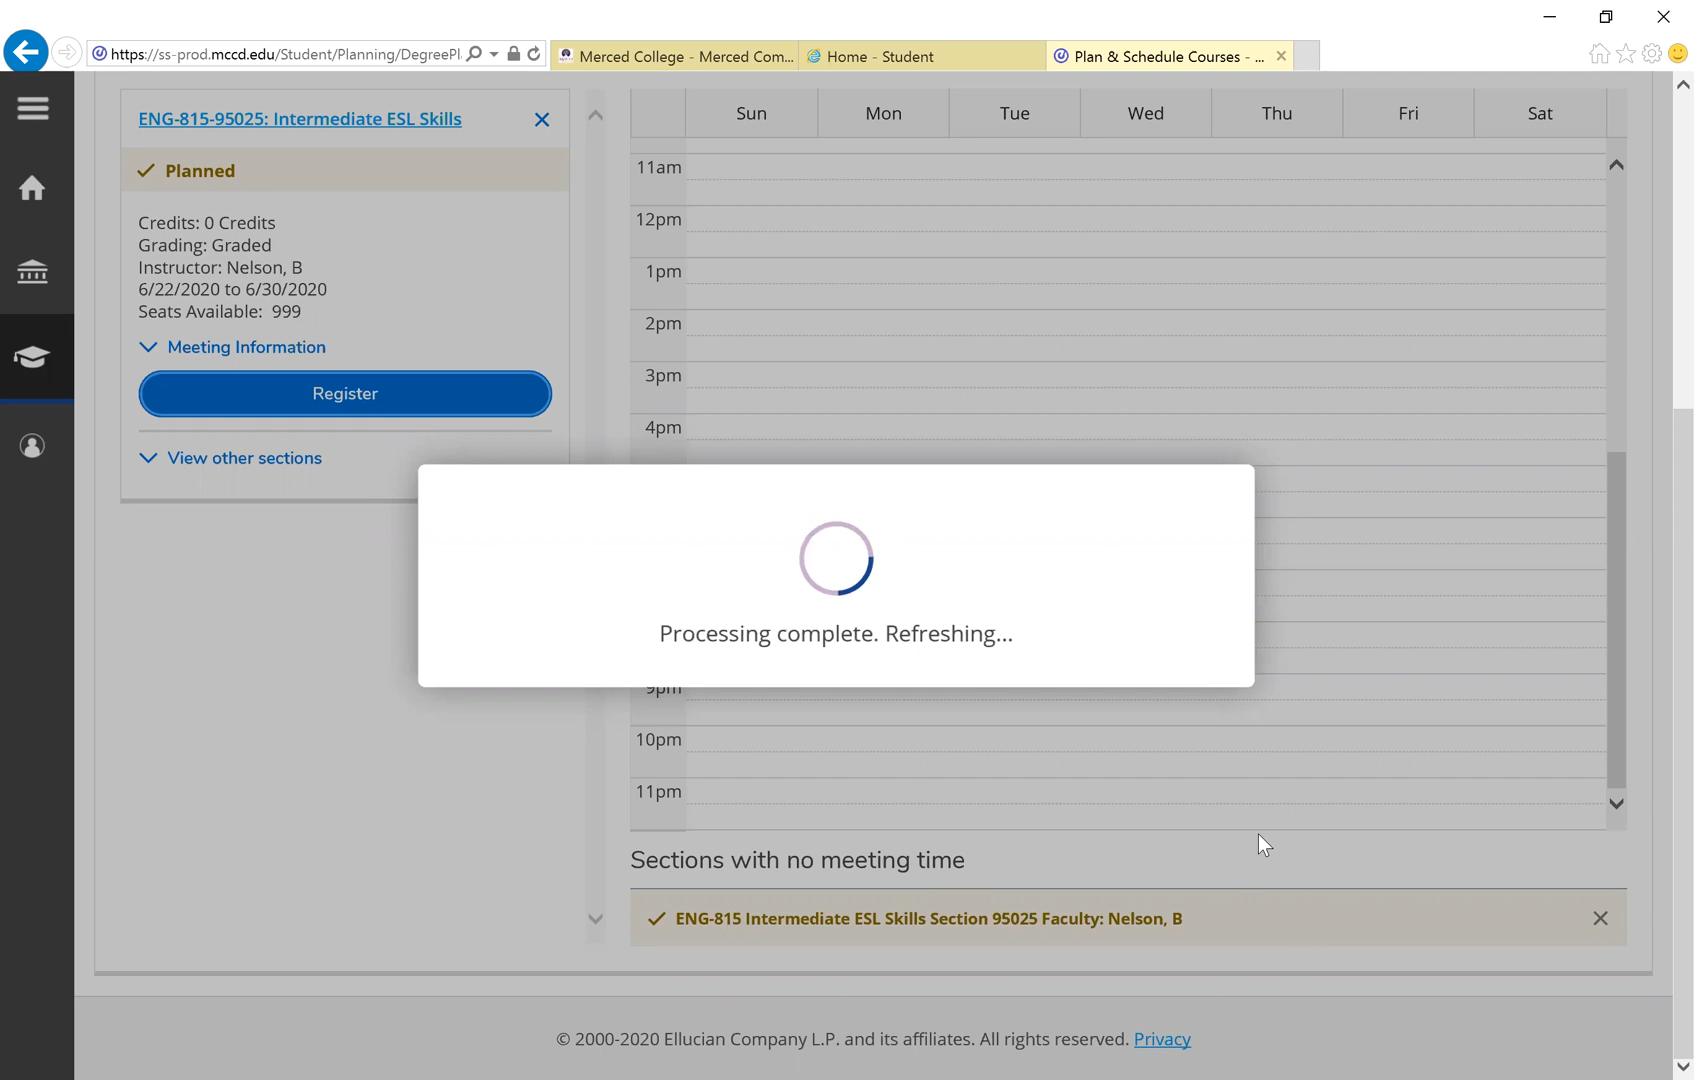 https://ss-prod.mccd.edu/Student/Planning/DegreePl
Merced College - Merced Com...
Home - Student
Plan & Schedule Courses - ...
ENG-815-95025: Intermediate ESL Skills
Planned
Credits: 0 Credits
Grading: Graded
Instructor: Nelson, B
6/22/2020 to 6/30/2020
Seats Available: 999
Meeting Information
Register
View other sections
Sun Mon Tue Wed Thu Fri Sat
11am
12pm
1pm
2pm
3pm
4pm
Processing complete. Refreshing...
9pm
10pm
11pm
Sections with no meeting time
ENG-815 Intermediate ESL Skills Section 95025 Faculty: Nelson, B
© 2000-2020 Ellucian Company L.P. and its affiliates. All rights reserved. Privacy